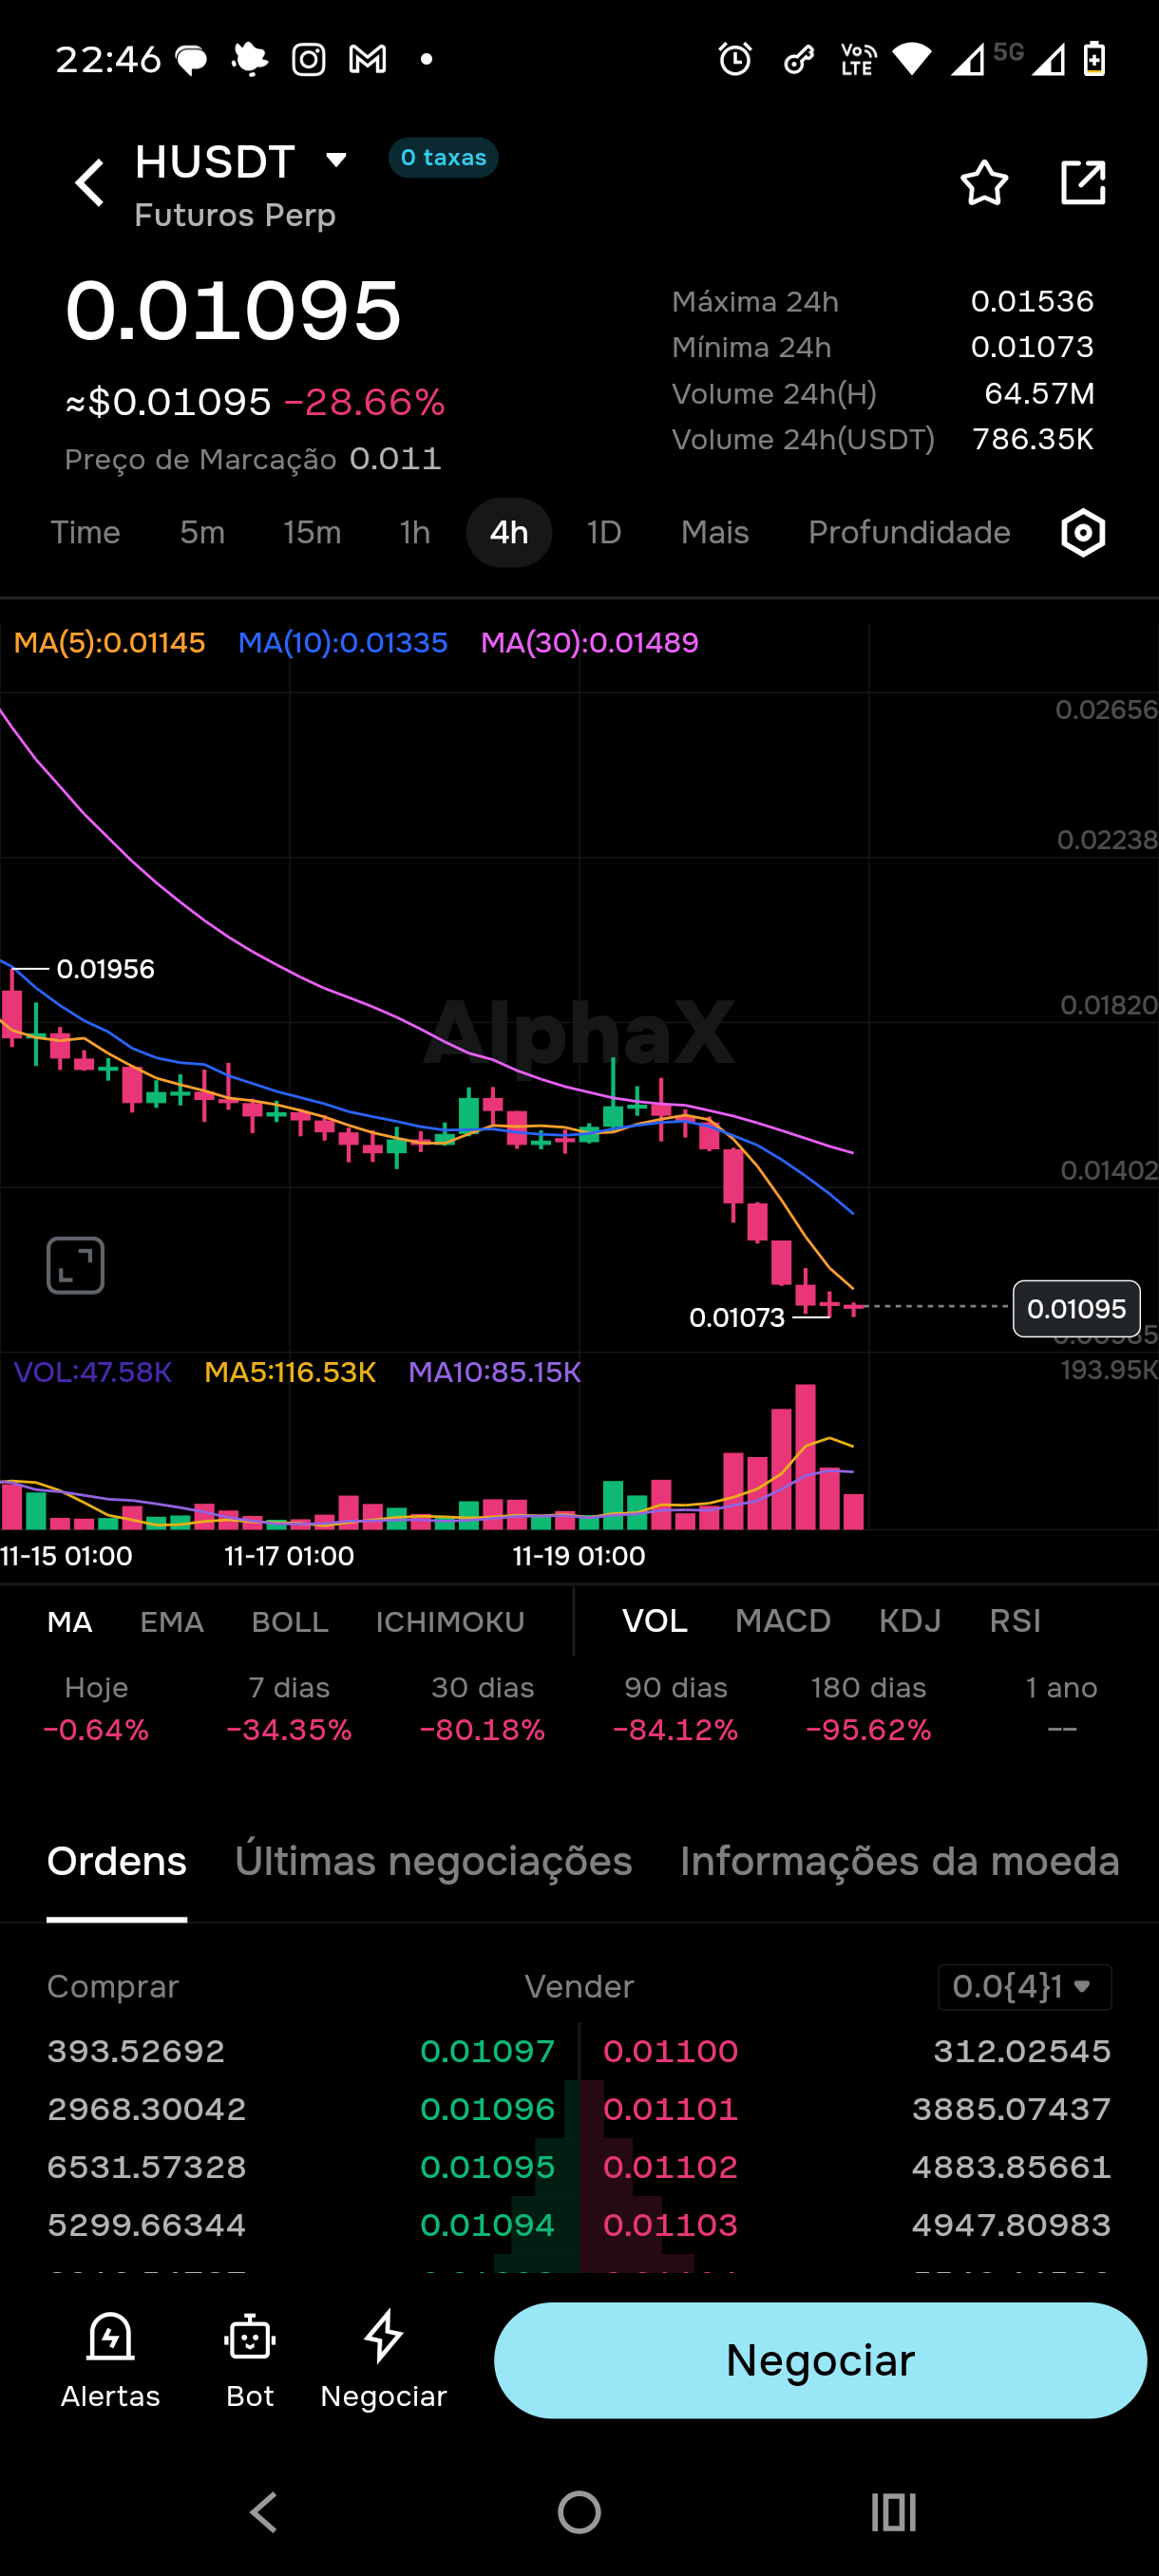 22:46 VoLTE 5G
HUSDT 0 taxas
Futuros Perp
0.01095
≈$0.01095 -28.66%
Preço de Marcação 0.011
Máxima 24h 0.01536
Mínima 24h 0.01073
Volume 24h(H) 64.57M
Volume 24h(USDT) 786.35K
Time 5m 15m 1h 4h 1D Mais Profundidade
MA(5):0.01145 MA(10):0.01335 MA(30):0.01489
0.02656
0.02238
0.01956
AlphaX
0.01820
0.01402
0.01073
0.01095
VOL:47.58K MA5:116.53K MA10:85.15K
193.95K
11-15 01:00 11-17 01:00 11-19 01:00
MA EMA BOLL ICHIMOKU VOL MACD KDJ RSI
Hoje 7 dias 30 dias 90 dias 180 dias 1 ano
-0.64% -34.35% -80.18% -84.12% -95.62% --
Ordens Últimas negociações Informações da moeda
Comprar Vender 0.0{4}1
393.52692 0.01097 0.01100 312.02545
2968.30042 0.01096 0.01101 3885.07437
6531.57328 0.01095 0.01102 4883.85661
5299.66344 0.01094 0.01103 4947.80983
Alertas Bot Negociar Negociar